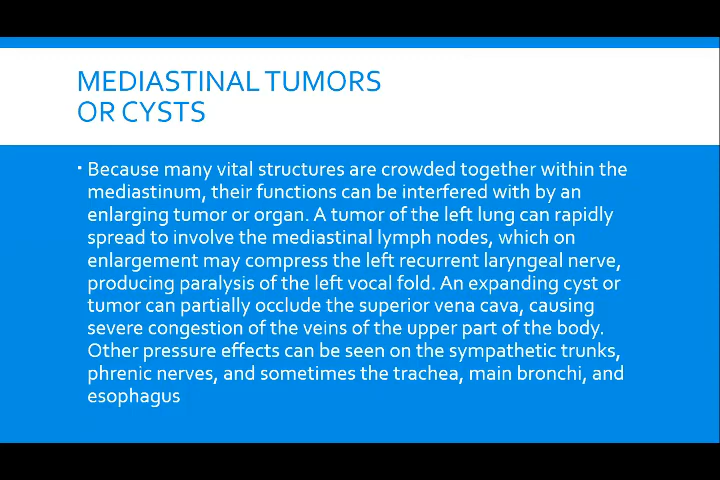 MEDIASTINAL TUMORS
OR CYSTS
▪ Because many vital structures are crowded together within the
mediastinum, their functions can be interfered with by an
enlarging tumor or organ. A tumor of the left lung can rapidly
spread to involve the mediastinal lymph nodes, which on
enlargement may compress the left recurrent laryngeal nerve,
producing paralysis of the left vocal fold. An expanding cyst or
tumor can partially occlude the superior vena cava, causing
severe congestion of the veins of the upper part of the body.
Other pressure effects can be seen on the sympathetic trunks,
phrenic nerves, and sometimes the trachea, main bronchi, and
esophagus